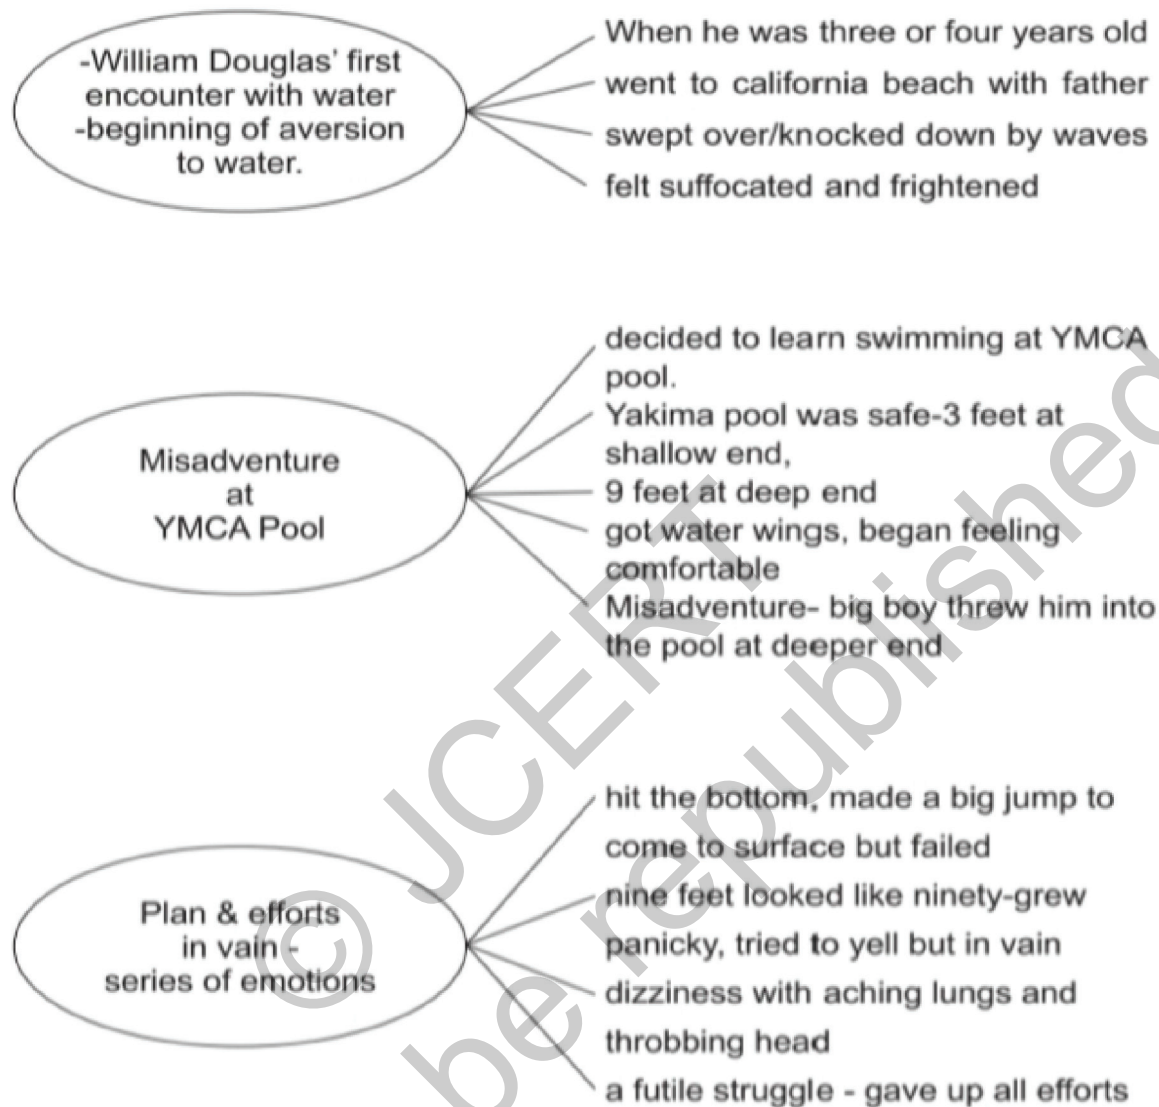 -William Douglas' first
encounter with water
-beginning of aversion
to water.
When he was three or four years old
went to california beach with father
swept over/knocked down by waves
felt suffocated and frightened
Misadventure
at
YMCA Pool
decided to learn swimming at YMCA
pool.
Yakima pool was safe-3 feet at
shallow end,
9 feet at deep end
got water wings, began feeling
comfortable
Misadventure- big boy threw him into
the pool at deeper end
Plan & efforts
in vain -
series of emotions
hit the bottom, made a big jump to
come to surface but failed
nine feet looked like ninety-grew
panicky, tried to yell but in vain
dizziness with aching lungs and
throbbing head
a futile struggle - gave up all efforts
© JCERT
be republished